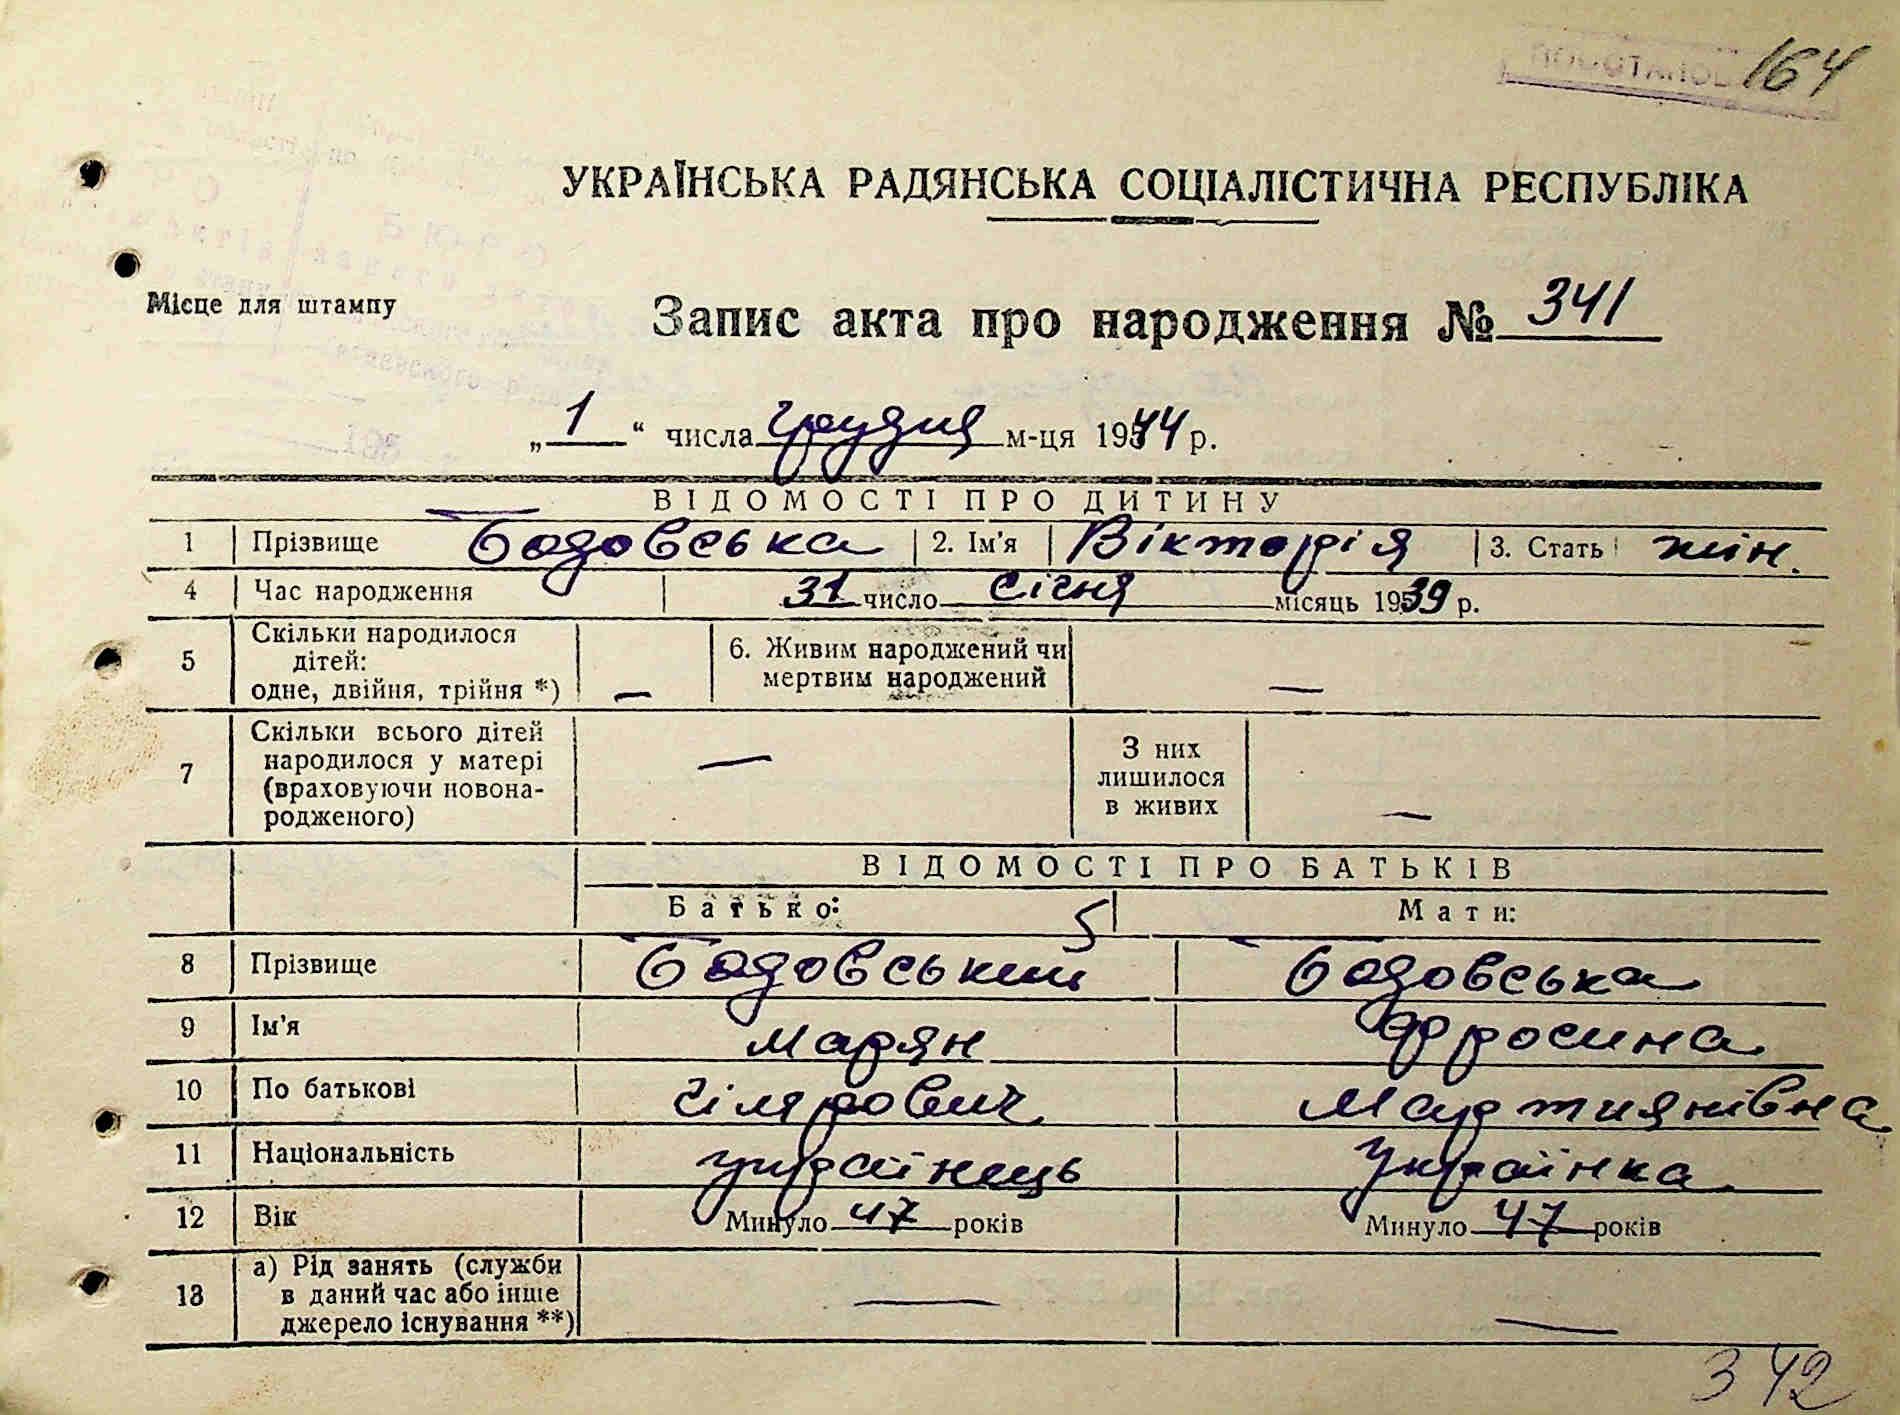 164
УКРАЇНСЬКА РАДЯНСЬКА СОЦІАЛІСТИЧНА РЕСПУБЛІКА
Місце для штампу
Запис акта про народження № 341
„ 1 “ числа грудня м-ця 1944 р.
ВІДОМОСТІ ПРО ДИТИНУ
1 Прізвище Бодовська 2. Ім'я Вікторія 3. Стать жін.
4 Час народження 31 число січня місяць 1939 р.
5 Скільки народилося дітей: одне, двійня, трійня *) — 6. Живим народжений чи мертвим народжений —
7 Скільки всього дітей народилося у матері (враховуючи новона-родженого) — З них лишилося в живих —
ВІДОМОСТІ ПРО БАТЬКІВ
Батько: Мати:
8 Прізвище Бодовський Бодовська
9 Ім'я Марян Фросина
10 По батькові Гілярович Мартиянівна
11 Національність українець українка
12 Вік Минуло 47 років Минуло 47 років
13 а) Рід занять (служби в даний час або інше джерело існування **) — —
342